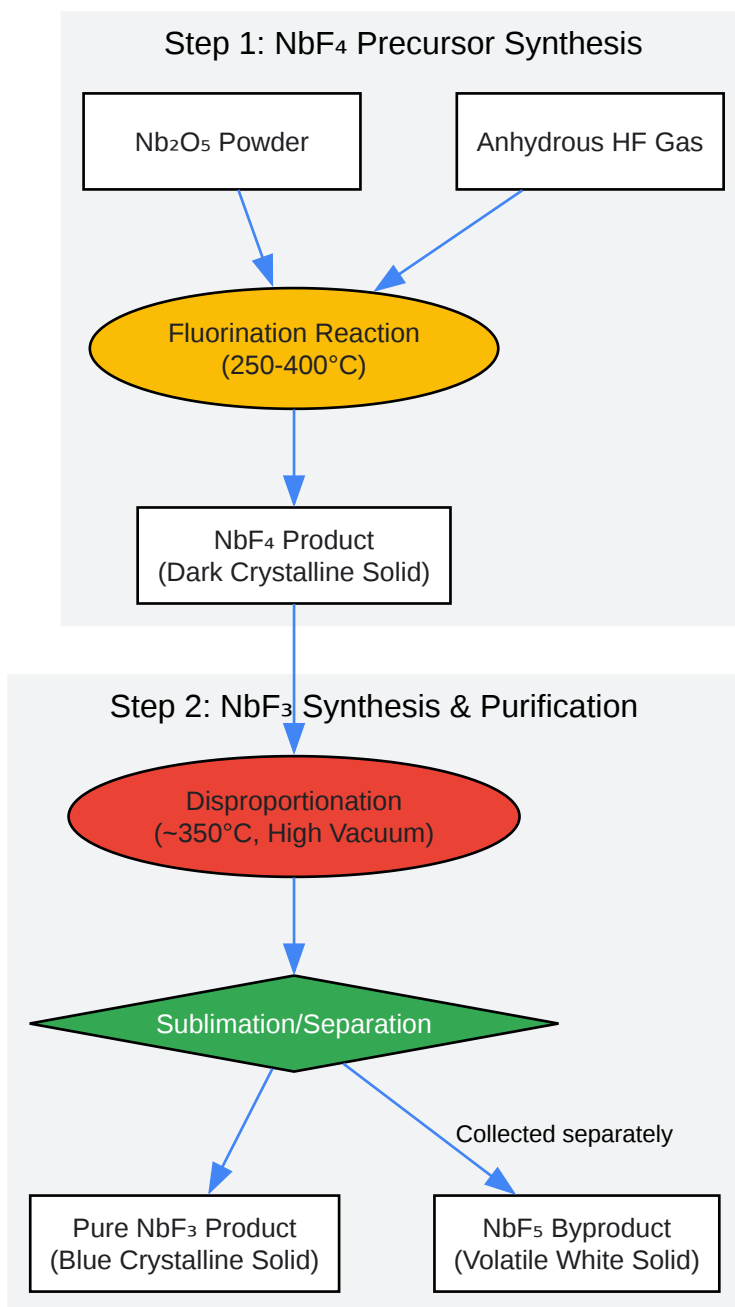 Step 1: NbF₄ Precursor Synthesis
Nb₂O₅ Powder
Anhydrous HF Gas
Fluorination Reaction
(250-400°C)
NbF₄ Product
(Dark Crystalline Solid)
Step 2: NbF₃ Synthesis & Purification
Disproportionation
(~350°C, High Vacuum)
Sublimation/Separation
Collected separately
Pure NbF₃ Product
(Blue Crystalline Solid)
NbF₅ Byproduct
(Volatile White Solid)